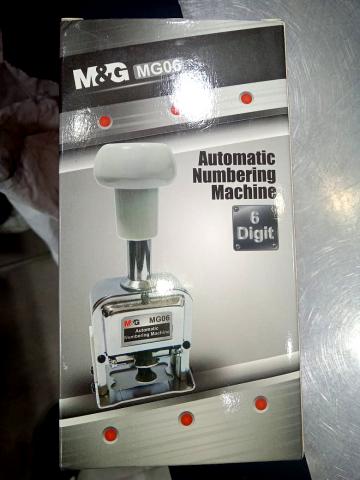 M&G MG06
Automatic
Numbering
Machine
6
Digit
M&G MG06
Automatic
Numbering Machine